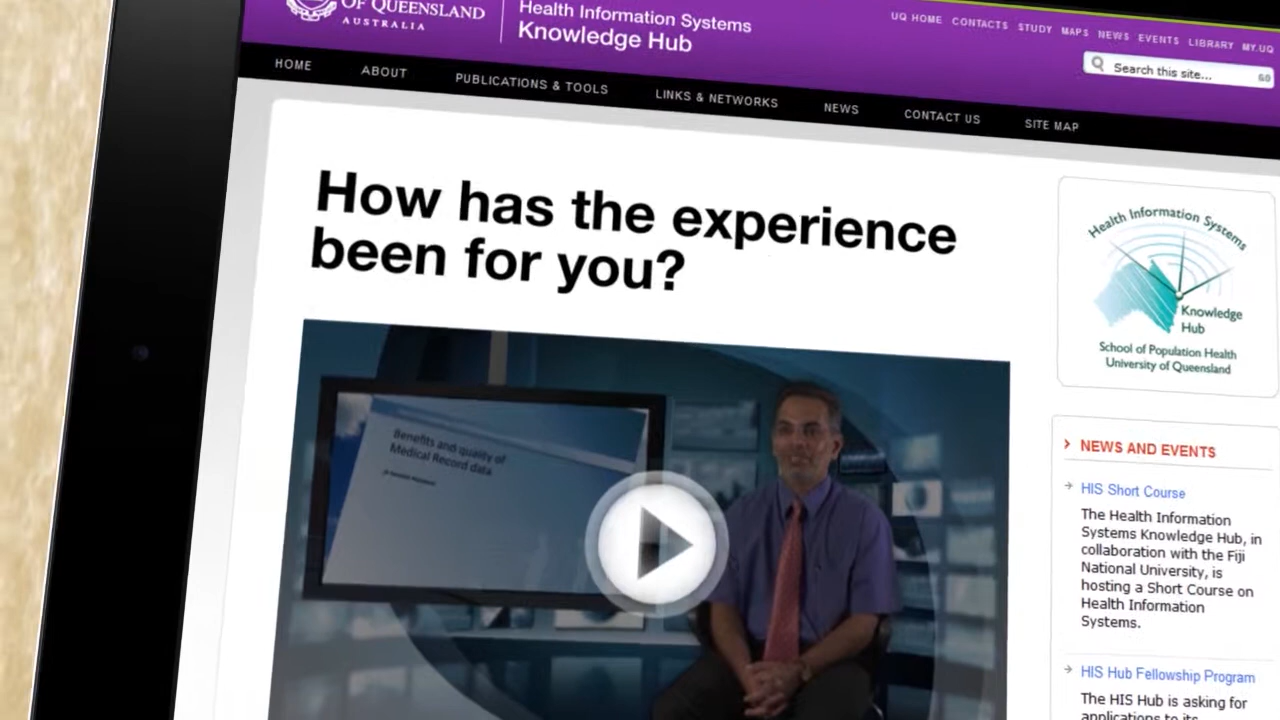 OF QUEENSLAND
AUSTRALIA
Health Information Systems
Knowledge Hub
UQ HOME CONTACTS STUDY MAPS NEWS EVENTS LIBRARY MY.UQ
Search this site... GO
HOME ABOUT PUBLICATIONS & TOOLS LINKS & NETWORKS NEWS CONTACT US SITE MAP
How has the experience
been for you?
Health Information Systems
Knowledge
Hub
School of Population Health
University of Queensland
Benefits and quality of
Medical Record data
NEWS AND EVENTS
HIS Short Course
The Health Information
Systems Knowledge Hub, in
collaboration with the Fiji
National University, is
hosting a Short Course on
Health Information
Systems.
HIS Hub Fellowship Program
The HIS Hub is asking for
applications to its